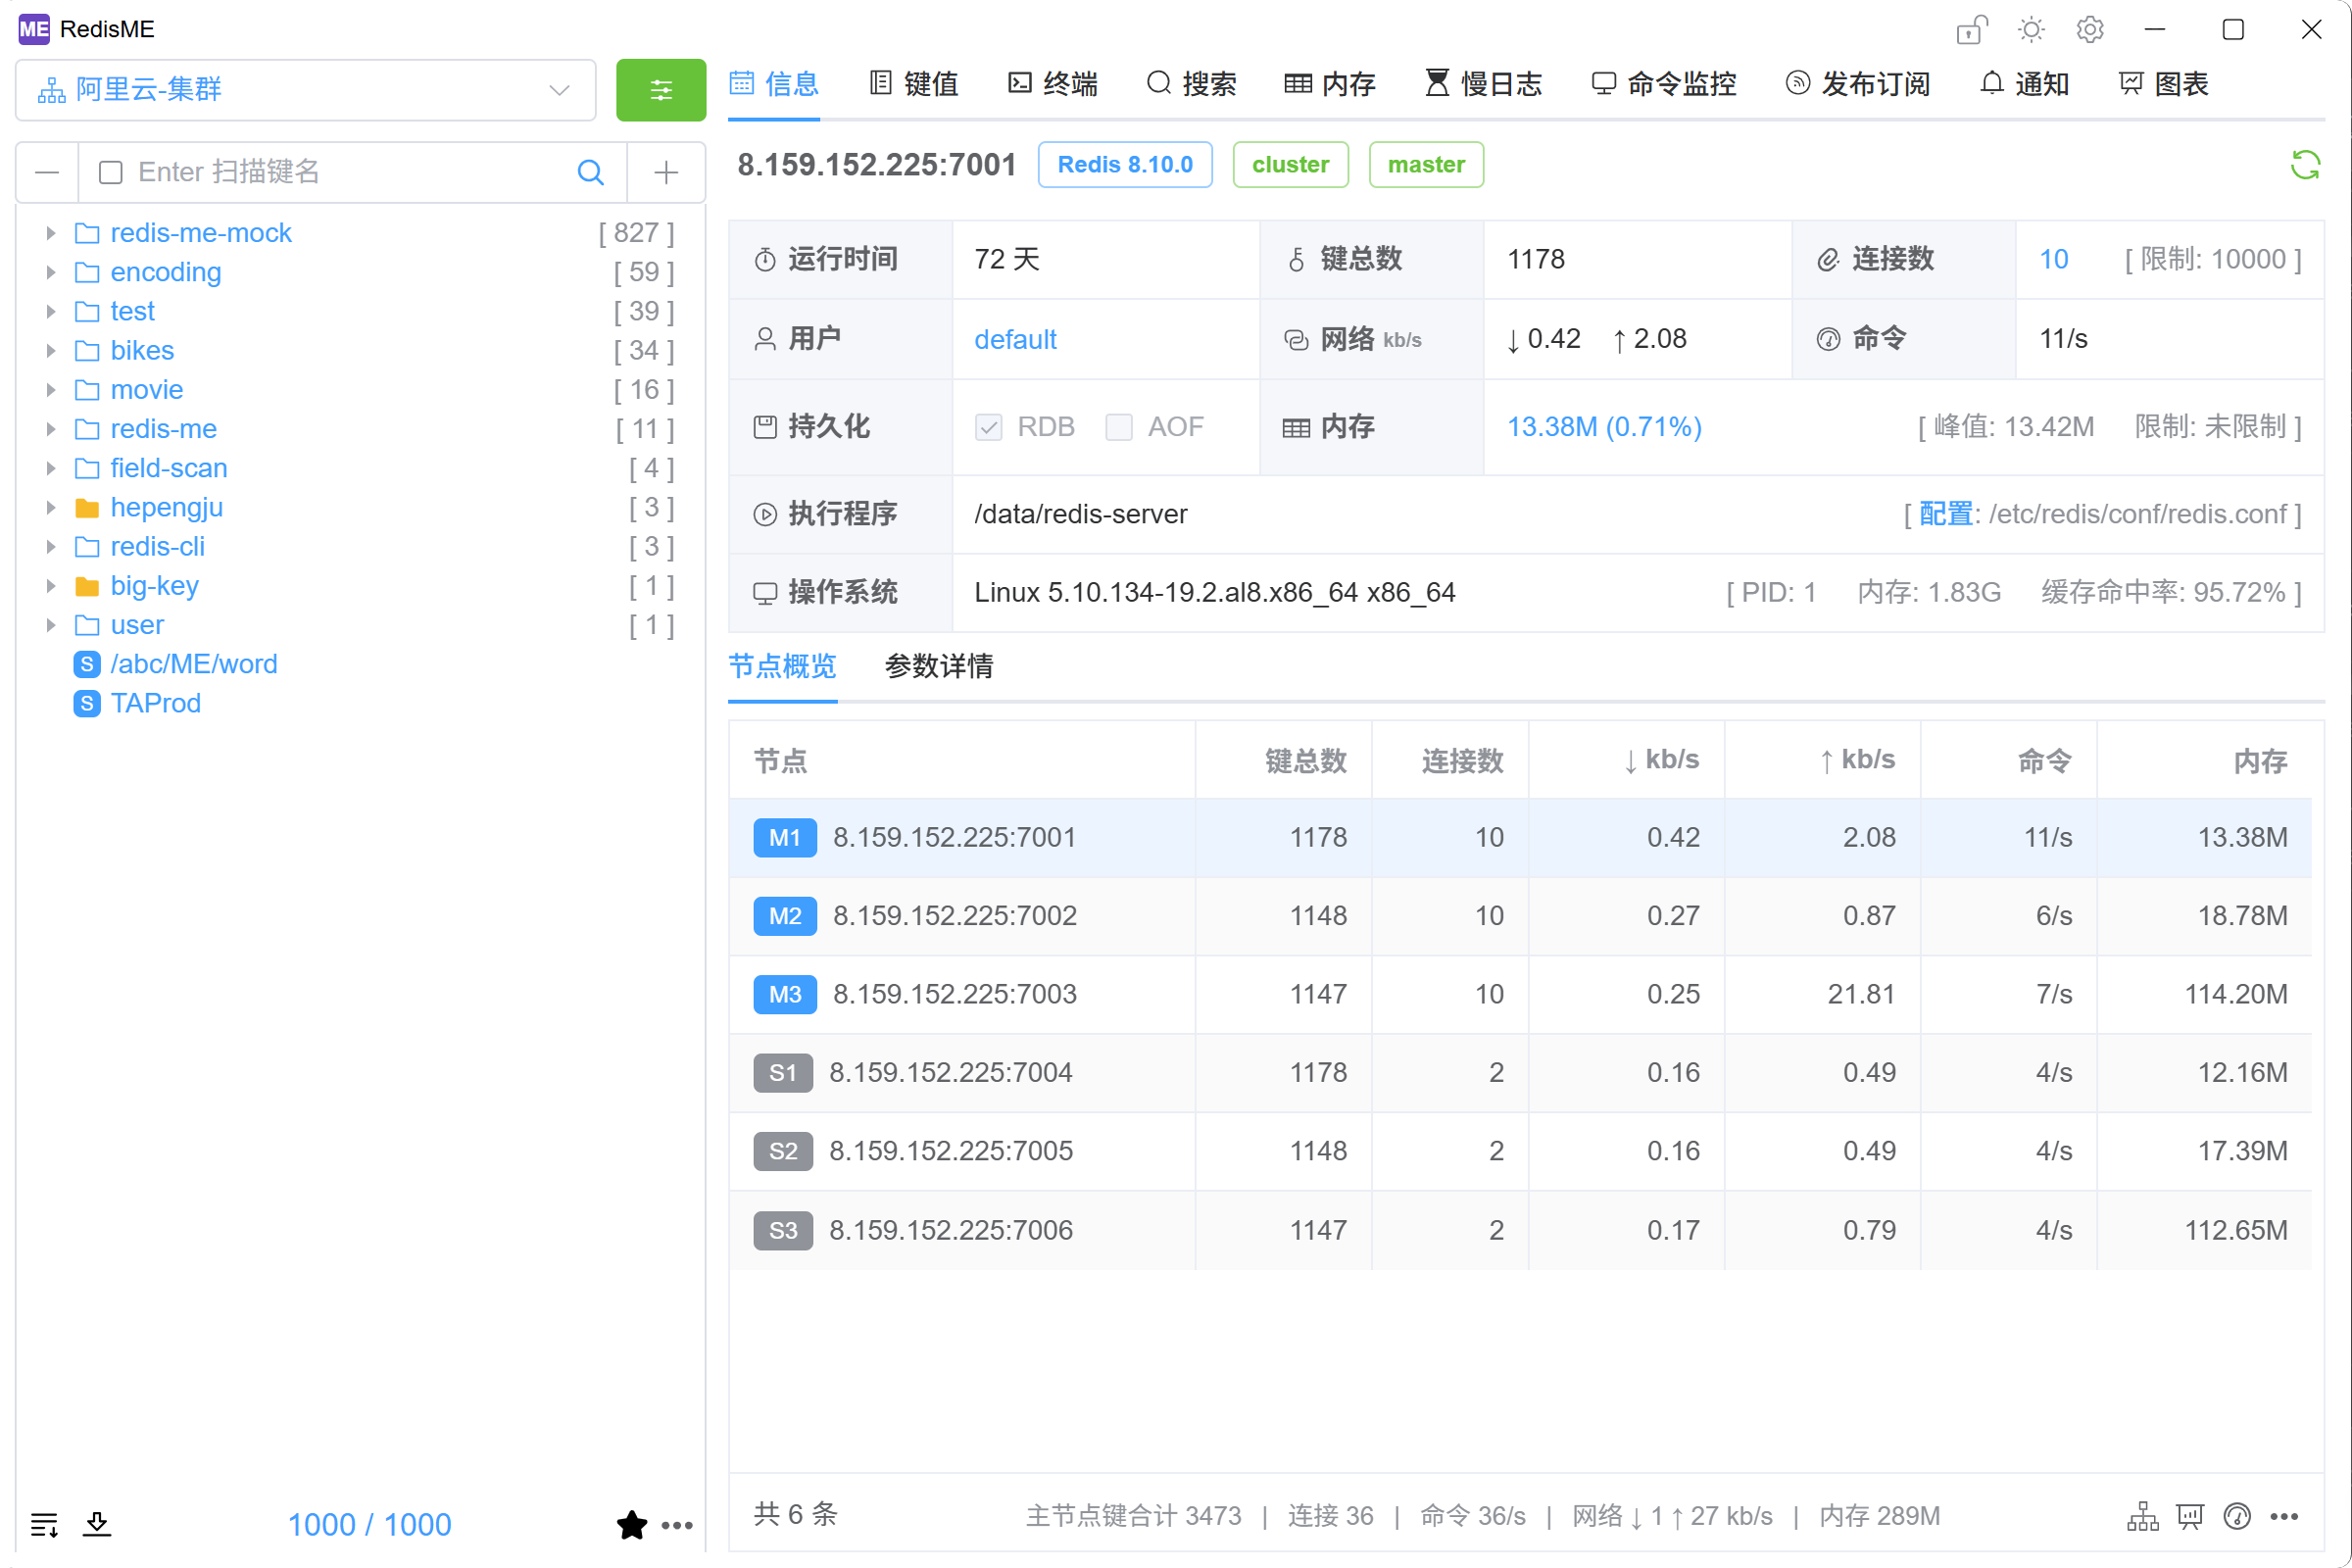 ME RedisME
阿里云-集群
信息 键值 终端 搜索 内存 慢日志 命令监控 发布订阅 通知 图表
Enter 扫描键名
redis-me-mock [ 827 ]
encoding [ 59 ]
test [ 39 ]
bikes [ 34 ]
movie [ 16 ]
redis-me [ 11 ]
field-scan [ 4 ]
hepengju [ 3 ]
redis-cli [ 3 ]
big-key [ 1 ]
user [ 1 ]
S /abc/ME/word
S TAProd
1000 / 1000
8.159.152.225:7001 Redis 8.10.0 cluster master
运行时间 72 天 键总数 1178 连接数 10 [ 限制: 10000 ]
用户 default 网络 kb/s ↓ 0.42 ↑ 2.08 命令 11/s
持久化 RDB AOF 内存 13.38M (0.71%) [ 峰值: 13.42M 限制: 未限制 ]
执行程序 /data/redis-server [ 配置: /etc/redis/conf/redis.conf ]
操作系统 Linux 5.10.134-19.2.al8.x86_64 x86_64 [ PID: 1 内存: 1.83G 缓存命中率: 95.72% ]
节点概览 参数详情
节点 键总数 连接数 ↓ kb/s ↑ kb/s 命令 内存
M1 8.159.152.225:7001 1178 10 0.42 2.08 11/s 13.38M
M2 8.159.152.225:7002 1148 10 0.27 0.87 6/s 18.78M
M3 8.159.152.225:7003 1147 10 0.25 21.81 7/s 114.20M
S1 8.159.152.225:7004 1178 2 0.16 0.49 4/s 12.16M
S2 8.159.152.225:7005 1148 2 0.16 0.49 4/s 17.39M
S3 8.159.152.225:7006 1147 2 0.17 0.79 4/s 112.65M
共 6 条 主节点键合计 3473 | 连接 36 | 命令 36/s | 网络 ↓ 1 ↑ 27 kb/s | 内存 289M